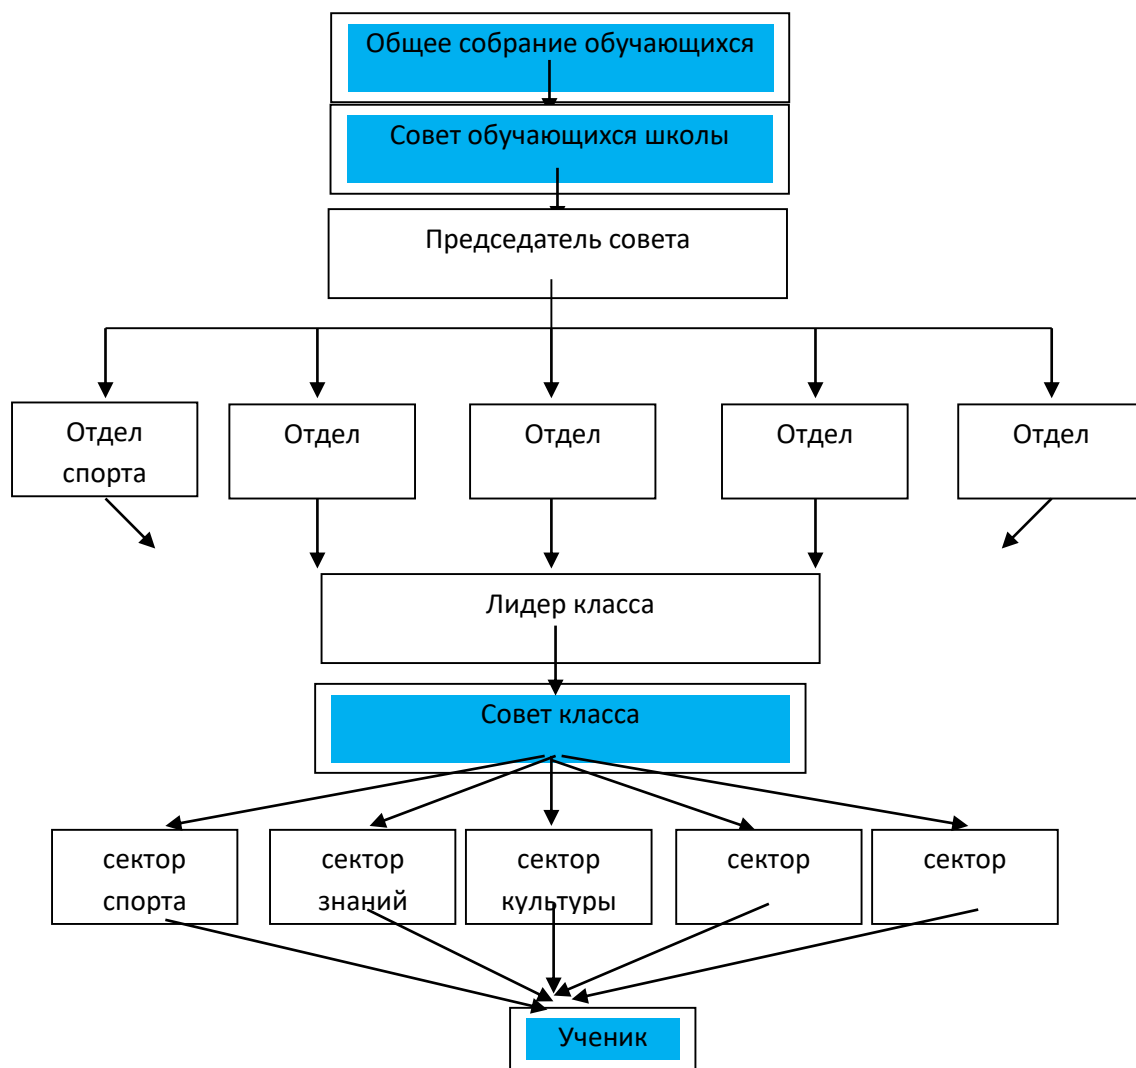 Общее собрание обучающихся
Совет обучающихся школы
Председатель совета
Отдел
спорта
Отдел
Отдел
Отдел
Отдел
Лидер класса
Совет класса
сектор
спорта
сектор
знаний
сектор
культуры
сектор
сектор
Ученик